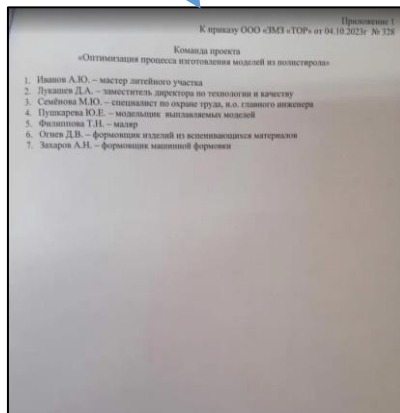 Приложение 1
К приказу ООО «ЗМЗ «ТОР» от 04.10.2023г № 328
Команда проекта
«Оптимизация процесса изготовления моделей из полистирола»
1. Иванов А.Ю. – мастер литейного участка
2. Лукашев Д.А. – заместитель директора по технологии и качеству
3. Семёнова М.Ю. – специалист по охране труда, и.о. главного инженера
4. Пушкарева Ю.Е. – модельщик выплавляемых моделей
5. Филиппова Т.Н. – маляр
6. Огнев Д.В. – формовщик изделий из вспенивающихся материалов
7. Захаров А.Н. – формовщик машинной формовки